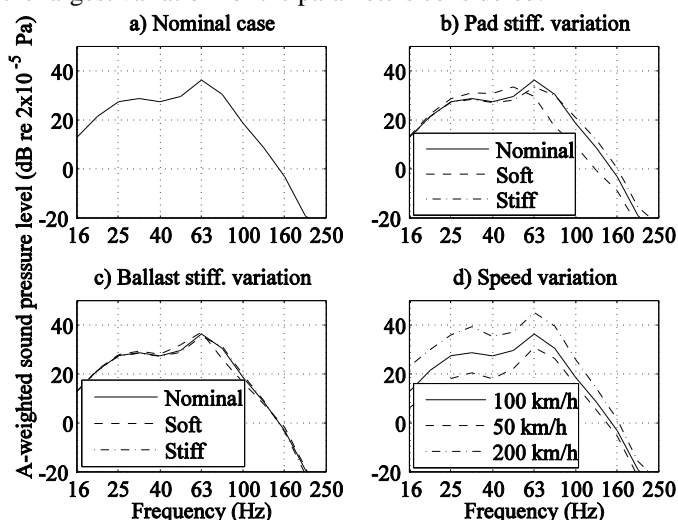 a) Nominal case
b) Pad stiff. variation
A-weighted sound pressure level (dB re 2x10⁻⁵ Pa)
40
20
0
-20
16 25 40 63 100 160 250
40
20
0
-20
Nominal
Soft
Stiff
16 25 40 63 100 160 250
c) Ballast stiff. variation
d) Speed variation
40
20
0
-20
Nominal
Soft
Stiff
16 25 40 63 100 160 250
Frequency (Hz)
40
20
0
-20
100 km/h
50 km/h
200 km/h
16 25 40 63 100 160 250
Frequency (Hz)